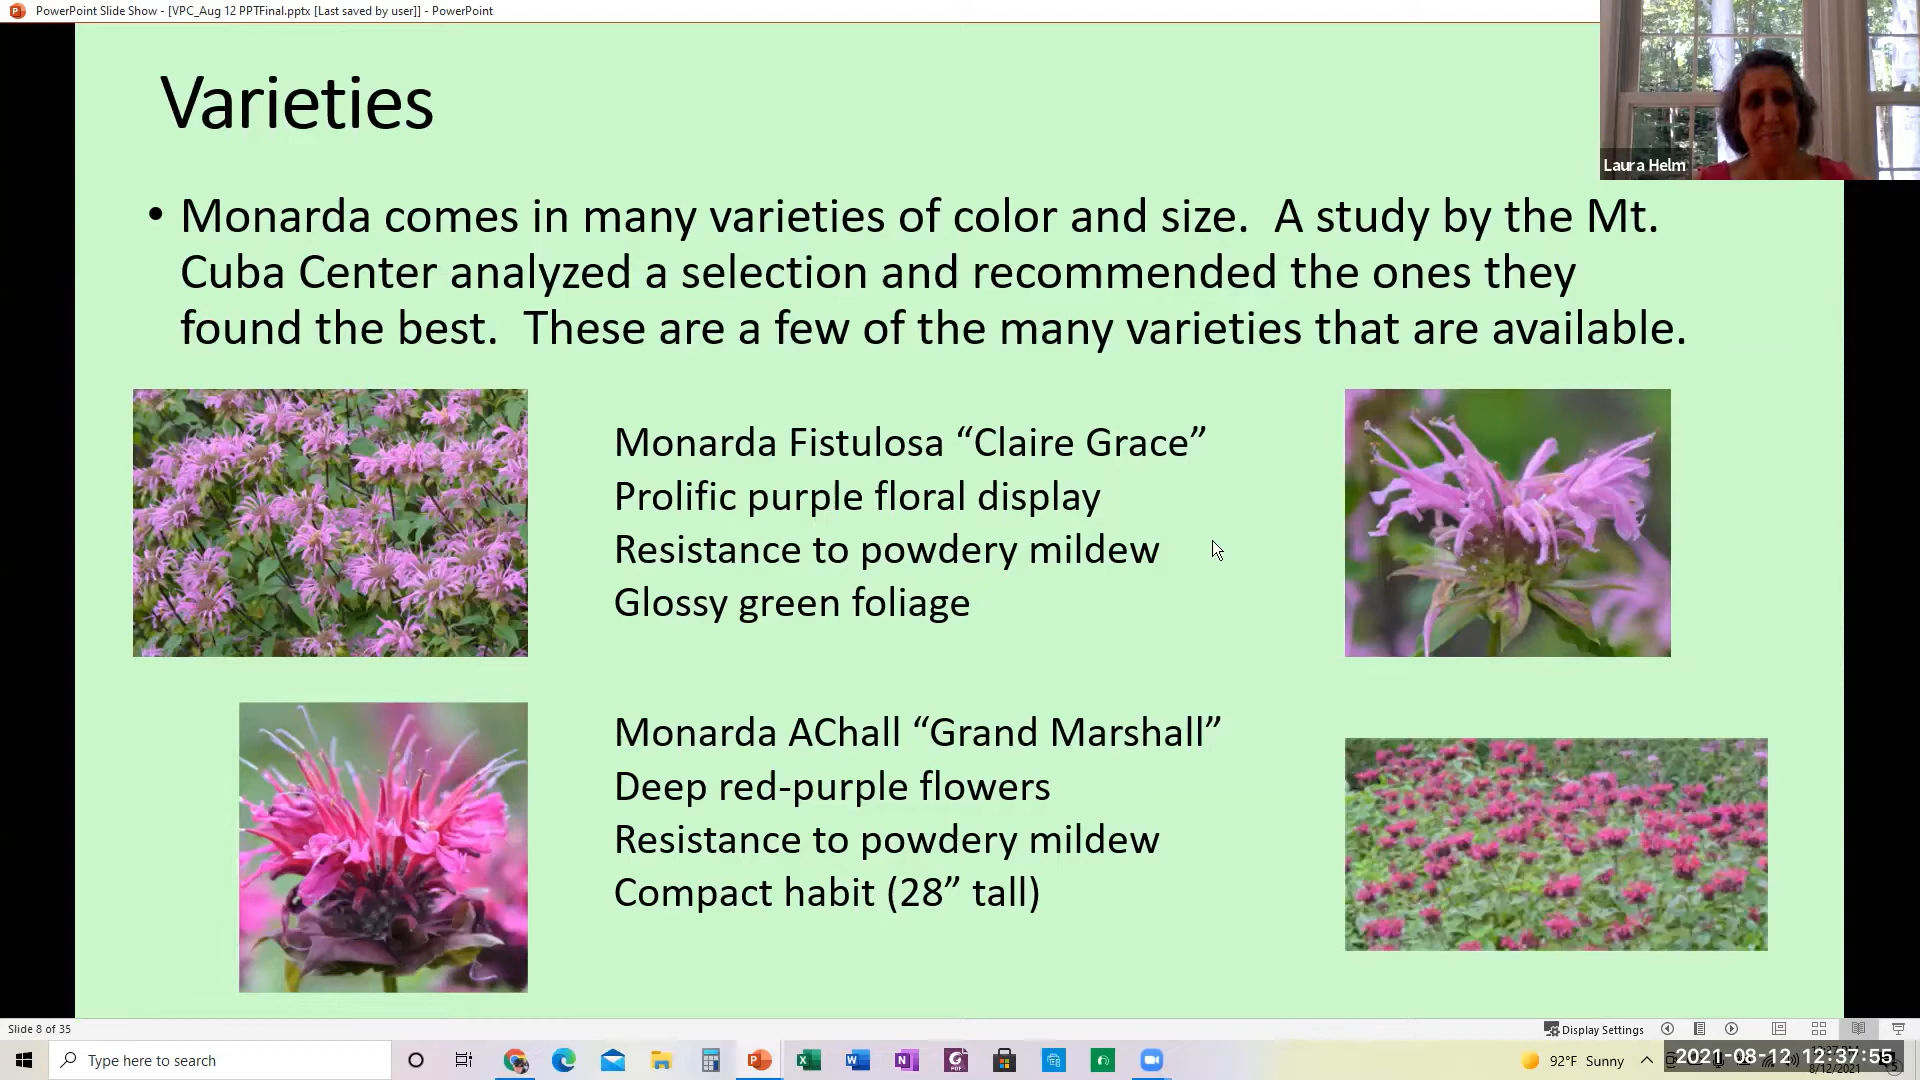 PowerPoint Slide Show - [VPC_Aug 12 PPTFinal.pptx [Last saved by user]] - PowerPoint
Varieties
Laura Helm
• Monarda comes in many varieties of color and size. A study by the Mt.
Cuba Center analyzed a selection and recommended the ones they
found the best. These are a few of the many varieties that are available.
Monarda Fistulosa “Claire Grace”
Prolific purple floral display
Resistance to powdery mildew
Glossy green foliage
Monarda AChall “Grand Marshall”
Deep red-purple flowers
Resistance to powdery mildew
Compact habit (28” tall)
Slide 8 of 35
Display Settings
Type here to search
92°F Sunny
2021-08-12 12:37:55
8/12/2021